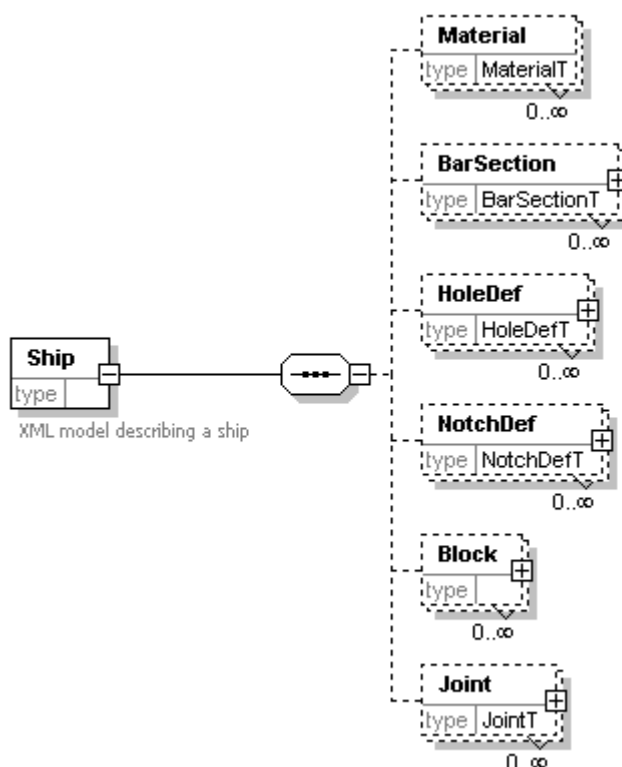 Material
type MaterialT
0..∞
BarSection
type BarSectionT
0..∞
HoleDef
type HoleDefT
0..∞
Ship
type
XML model describing a ship
NotchDef
type NotchDefT
0..∞
Block
type
0..∞
Joint
type JointT
0..∞